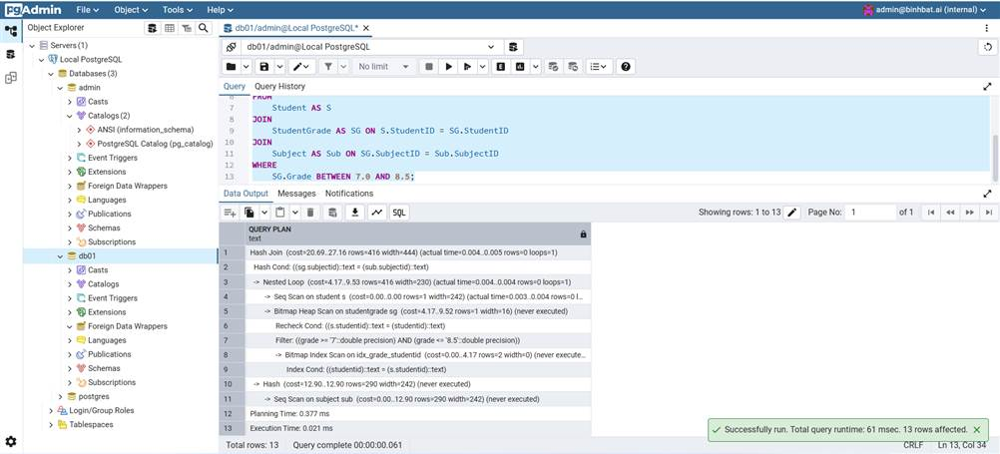 pgAdmin File Object Tools Help admin@binhbat.ai (internal)
Object Explorer
db01/admin@Local PostgreSQL*
Servers (1)
Local PostgreSQL
Databases (3)
admin
Casts
Catalogs (2)
ANSI (information_schema)
PostgreSQL Catalog (pg_catalog)
Event Triggers
Extensions
Foreign Data Wrappers
Languages
Publications
Schemas
Subscriptions
db01
Casts
Catalogs
Event Triggers
Extensions
Foreign Data Wrappers
Languages
Publications
Schemas
Subscriptions
postgres
Login/Group Roles
Tablespaces
db01/admin@Local PostgreSQL
No limit
E
Query Query History
6 FROM
7 Student AS S
8 JOIN
9 StudentGrade AS SG ON S.StudentID = SG.StudentID
10 JOIN
11 Subject AS Sub ON SG.SubjectID = Sub.SubjectID
12 WHERE
13 SG.Grade BETWEEN 7.0 AND 8.5;
Data Output Messages Notifications
SQL Showing rows: 1 to 13 Page No: 1 of 1
QUERY PLAN
text
1 Hash Join (cost=20.69..27.16 rows=416 width=444) (actual time=0.004..0.005 rows=0 loops=1)
2 Hash Cond: ((sg.subjectid)::text = (sub.subjectid)::text)
3 -> Nested Loop (cost=4.17..9.53 rows=416 width=230) (actual time=0.004..0.004 rows=0 loops=1)
4 -> Seq Scan on student s (cost=0.00..0.00 rows=1 width=242) (actual time=0.003..0.004 rows=0 l...
5 -> Bitmap Heap Scan on studentgrade sg (cost=4.17..9.52 rows=1 width=16) (never executed)
6 Recheck Cond: ((s.studentid)::text = (studentid)::text)
7 Filter: ((grade >= '7'::double precision) AND (grade <= '8.5'::double precision))
8 -> Bitmap Index Scan on idx_grade_studentid (cost=0.00..4.17 rows=2 width=0) (never execute...
9 Index Cond: ((studentid)::text = (s.studentid)::text)
10 -> Hash (cost=12.90..12.90 rows=290 width=242) (never executed)
11 -> Seq Scan on subject sub (cost=0.00..12.90 rows=290 width=242) (never executed)
12 Planning Time: 0.377 ms
13 Execution Time: 0.021 ms
Successfully run. Total query runtime: 61 msec. 13 rows affected.
Total rows: 13 Query complete 00:00:00.061 CRLF Ln 13, Col 34